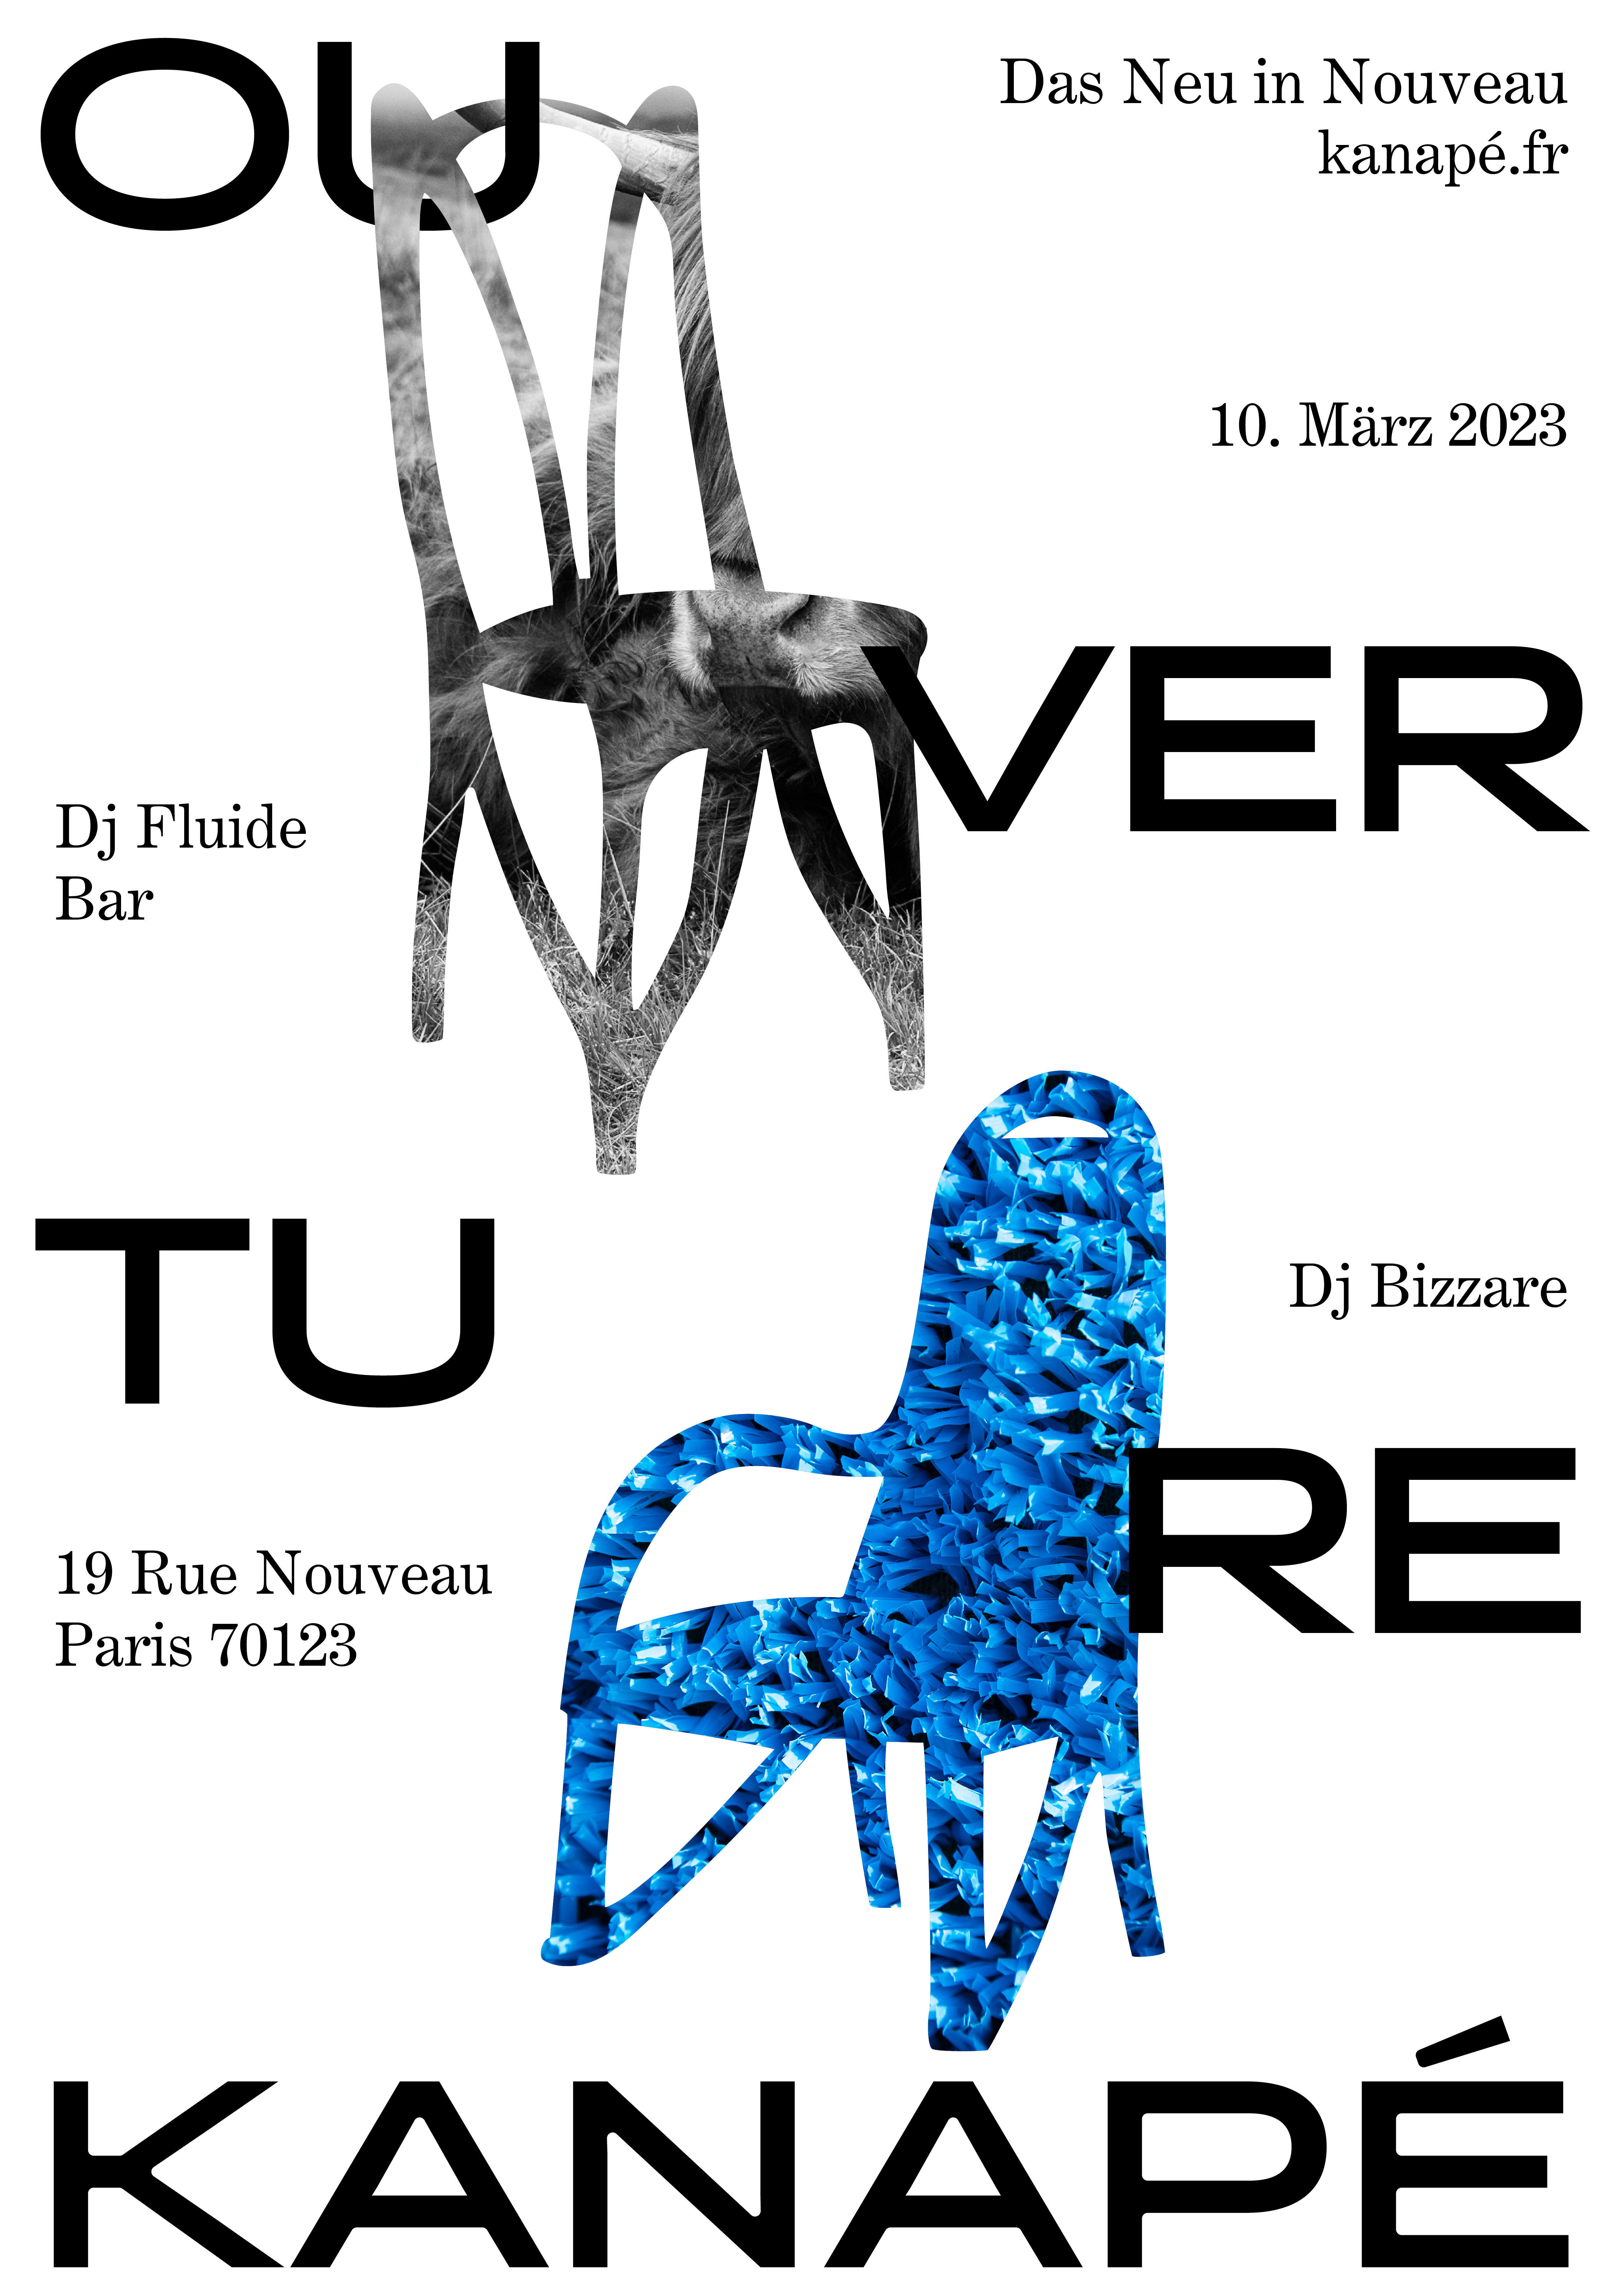 OU
Das Neu in Nouveau
kanapé.fr
10. März 2023
VER
Dj Fluide
Bar
TU
Dj Bizzare
RE
19 Rue Nouveau
Paris 70123
KANAPÉ